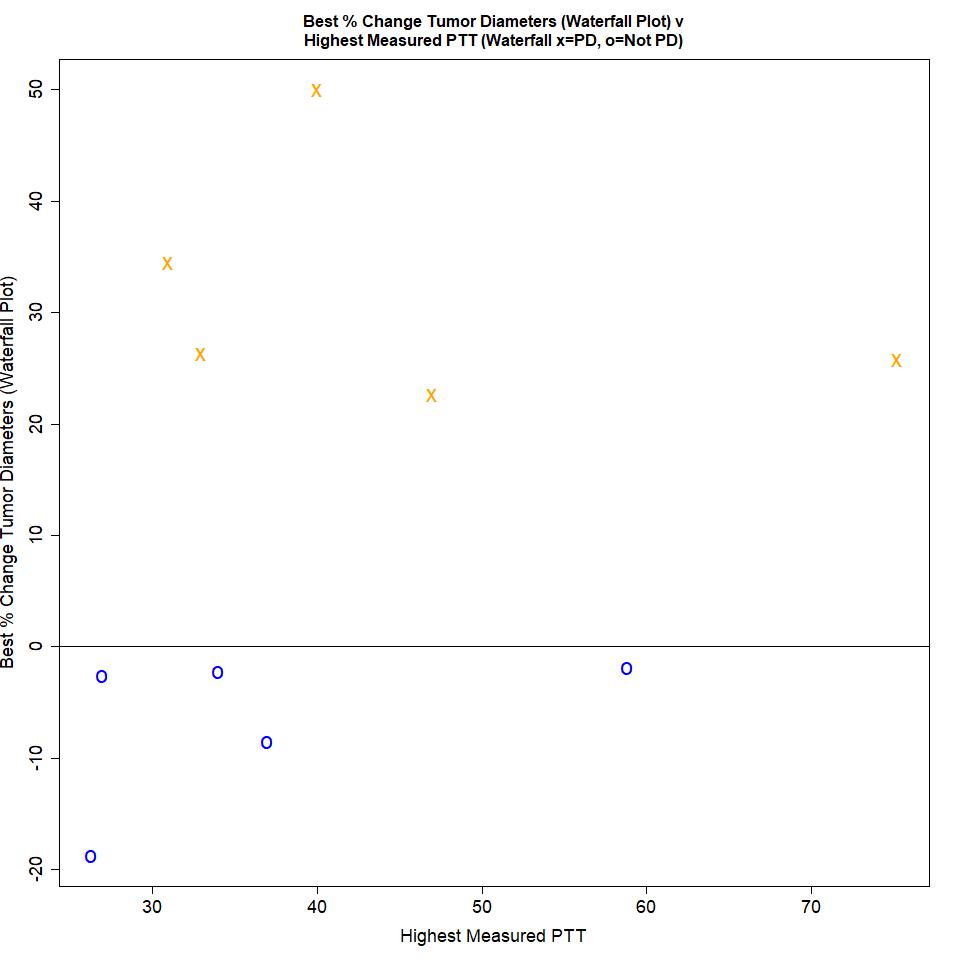 Best % Change Tumor Diameters (Waterfall Plot) v
Highest Measured PTT (Waterfall x=PD, o=Not PD)
Best % Change Tumor Diameters (Waterfall Plot)
50
40
30
20
10
0
-10
-20
X
X
X
X
X
O
O
O
O
O
30 40 50 60 70
Highest Measured PTT